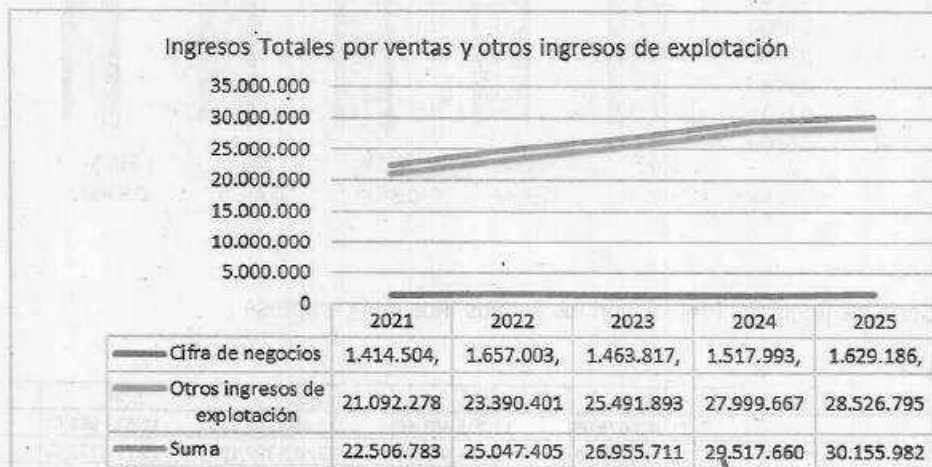 Ingresos Totales por ventas y otros ingresos de explotación
35.000.000
30.000.000
25.000.000
20.000.000
15.000.000
10.000.000
5.000.000
0
2021 2022 2023 2024 2025
Cifra de negocios 1.414.504, 1.657.003, 1.463.817, 1.517.993, 1.629.186,
Otros ingresos de
explotación 21.092.278 23.390.401 25.491.893 27.999.667 28.526.795
Suma 22.506.783 25.047.405 26.955.711 29.517.660 30.155.982